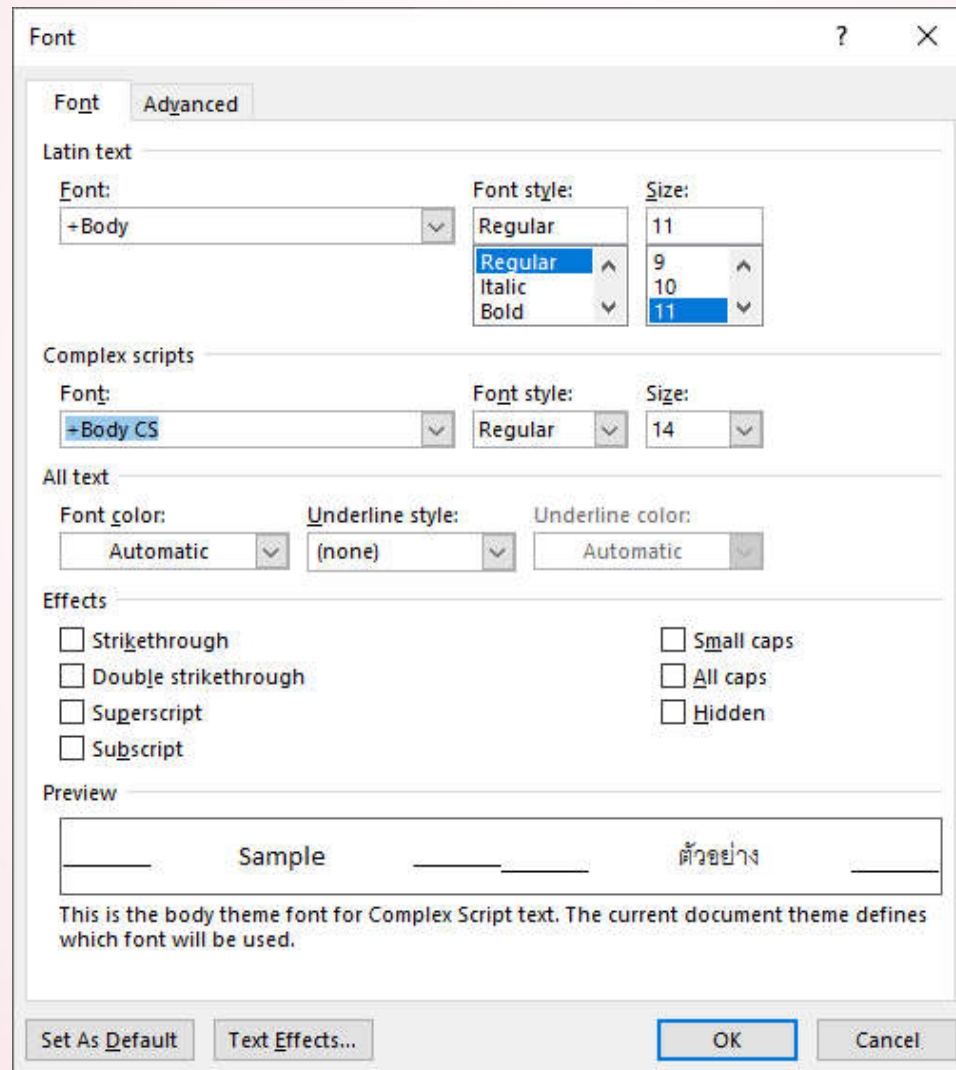 Font ?
Font Advanced
Latin text
Font: Font style: Size:
+Body Regular 11
Regular 9
Italic 10
Bold 11
Complex scripts
Font: Font style: Size:
+Body CS Regular 14
All text
Font color: Underline style: Underline color:
Automatic (none) Automatic
Effects
Strikethrough Small caps
Double strikethrough All caps
Superscript Hidden
Subscript
Preview
Sample ตัวอย่าง
This is the body theme font for Complex Script text. The current document theme defines
which font will be used.
Set As Default Text Effects... OK Cancel